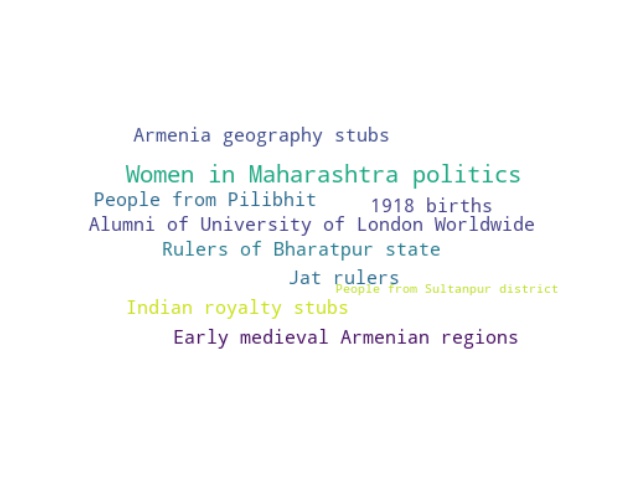 Armenia geography stubs
Women in Maharashtra politics
People from Pilibhit
1918 births
Alumni of University of London Worldwide
Rulers of Bharatpur state
Jat rulers
People from Sultanpur district
Indian royalty stubs
Early medieval Armenian regions